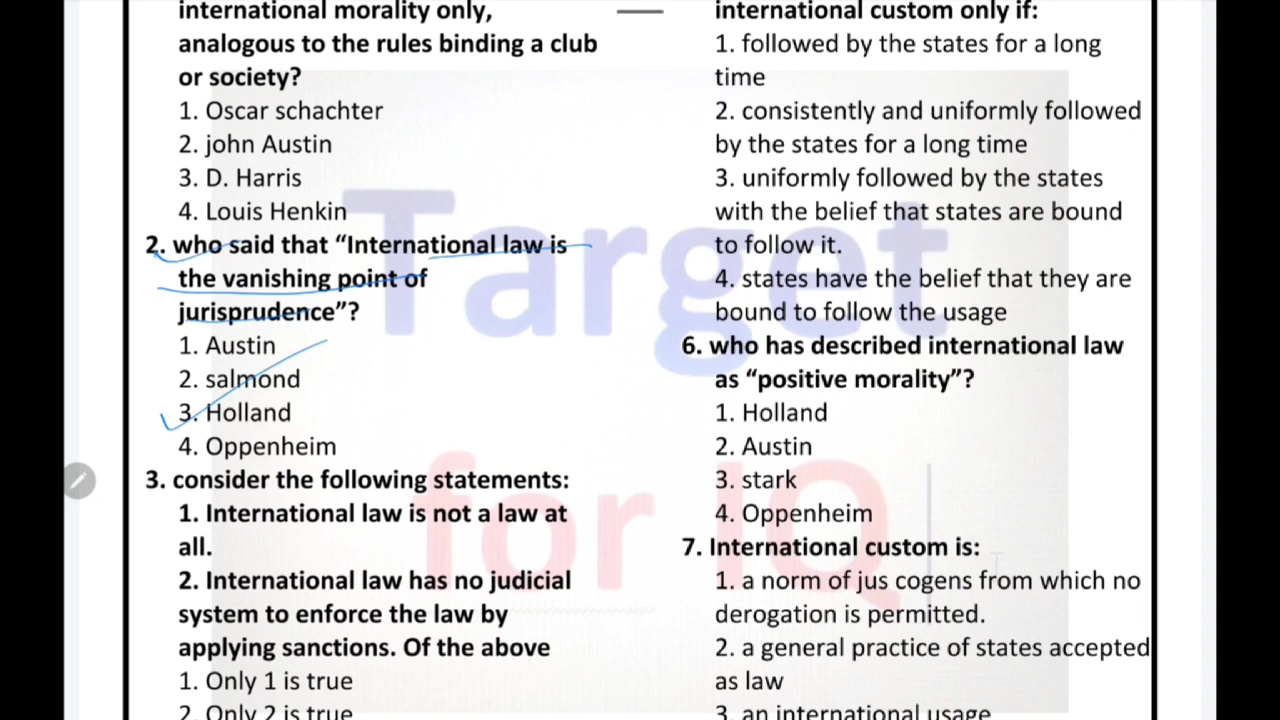 international morality only,
analogous to the rules binding a club
or society?
1. Oscar schachter
2. john Austin
3. D. Harris
4. Louis Henkin
2. who said that “International law is
the vanishing point of
jurisprudence”?
1. Austin
2. salmond
3. Holland
4. Oppenheim
3. consider the following statements:
1. International law is not a law at
all.
2. International law has no judicial
system to enforce the law by
applying sanctions. Of the above
1. Only 1 is true
2. Only 2 is true
international custom only if:
1. followed by the states for a long
time
2. consistently and uniformly followed
by the states for a long time
3. uniformly followed by the states
with the belief that states are bound
to follow it.
4. states have the belief that they are
bound to follow the usage
6. who has described international law
as “positive morality”?
1. Holland
2. Austin
3. stark
4. Oppenheim
7. International custom is:
1. a norm of jus cogens from which no
derogation is permitted.
2. a general practice of states accepted
as law
3. an international usage
Target
for IQ